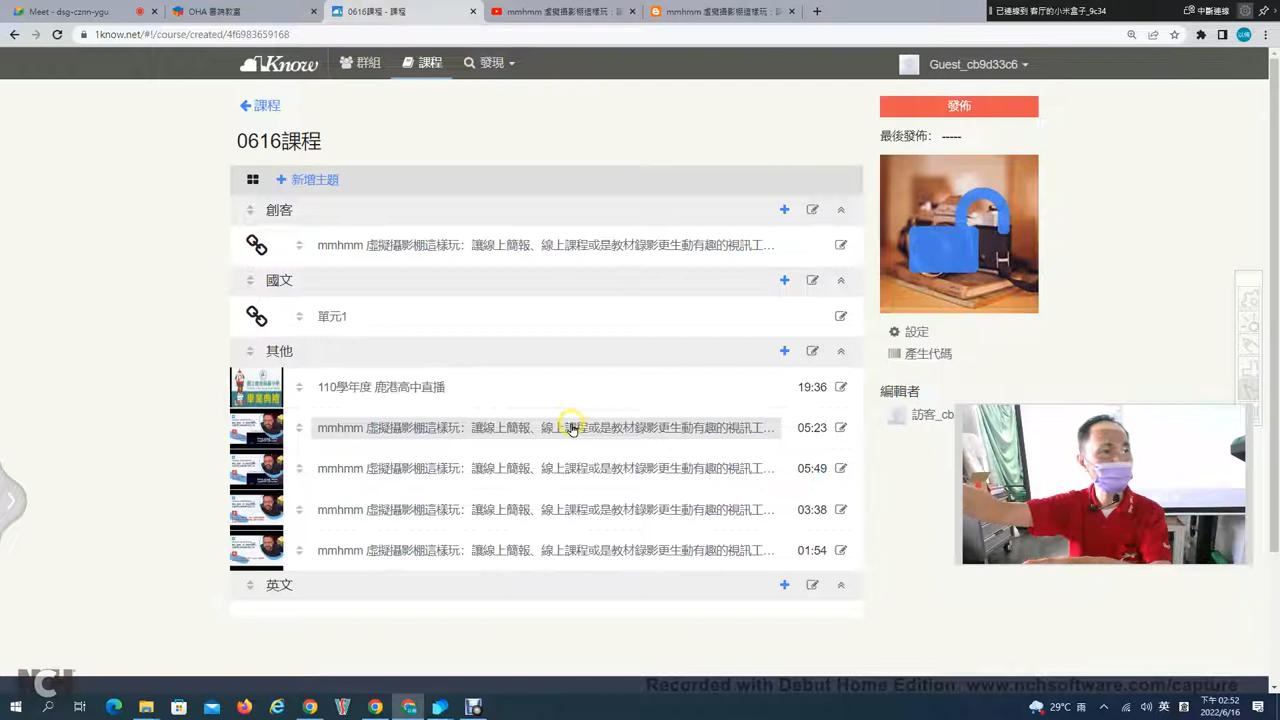 Meet - dsg-cznn-ygu
OHA 雲端教室
0616課程 - 課程
mmhmm 虛擬攝影棚這樣玩：讓
mmhmm 虛擬攝影棚這樣玩：讓
已連線到 客厅的小米盒子_9c34
中斷連線
1know.net/#!/course/created/4f6983659168
1Know
群組
課程
發現
Guest_cb9d33c6
課程
發佈
最後發佈： -----
0616課程
新增主題
創客
mmhmm 虛擬攝影棚這樣玩：讓線上簡報、線上課程或是教材錄影更生動有趣的視訊工...
國文
單元1
設定
產生代碼
其他
編輯者
110學年度 鹿港高中直播 19:36
訪客_cb
mmhmm 虛擬攝影棚這樣玩：讓線上簡報、線上課程或是教材錄影更生動有趣的視訊工... 05:23
mmhmm 虛擬攝影棚這樣玩：讓線上簡報、線上課程或是教材錄影更生動有趣的視訊工... 05:49
mmhmm 虛擬攝影棚這樣玩：讓線上簡報、線上課程或是教材錄影更生動有趣的視訊工... 03:38
mmhmm 虛擬攝影棚這樣玩：讓線上簡報、線上課程或是教材錄影更生動有趣的視訊工... 01:54
英文
NCH
Recorded with Debut Home Edition. www.nchsoftware.com/capture
29°C 雨
英
下午 02:52
2022/6/16